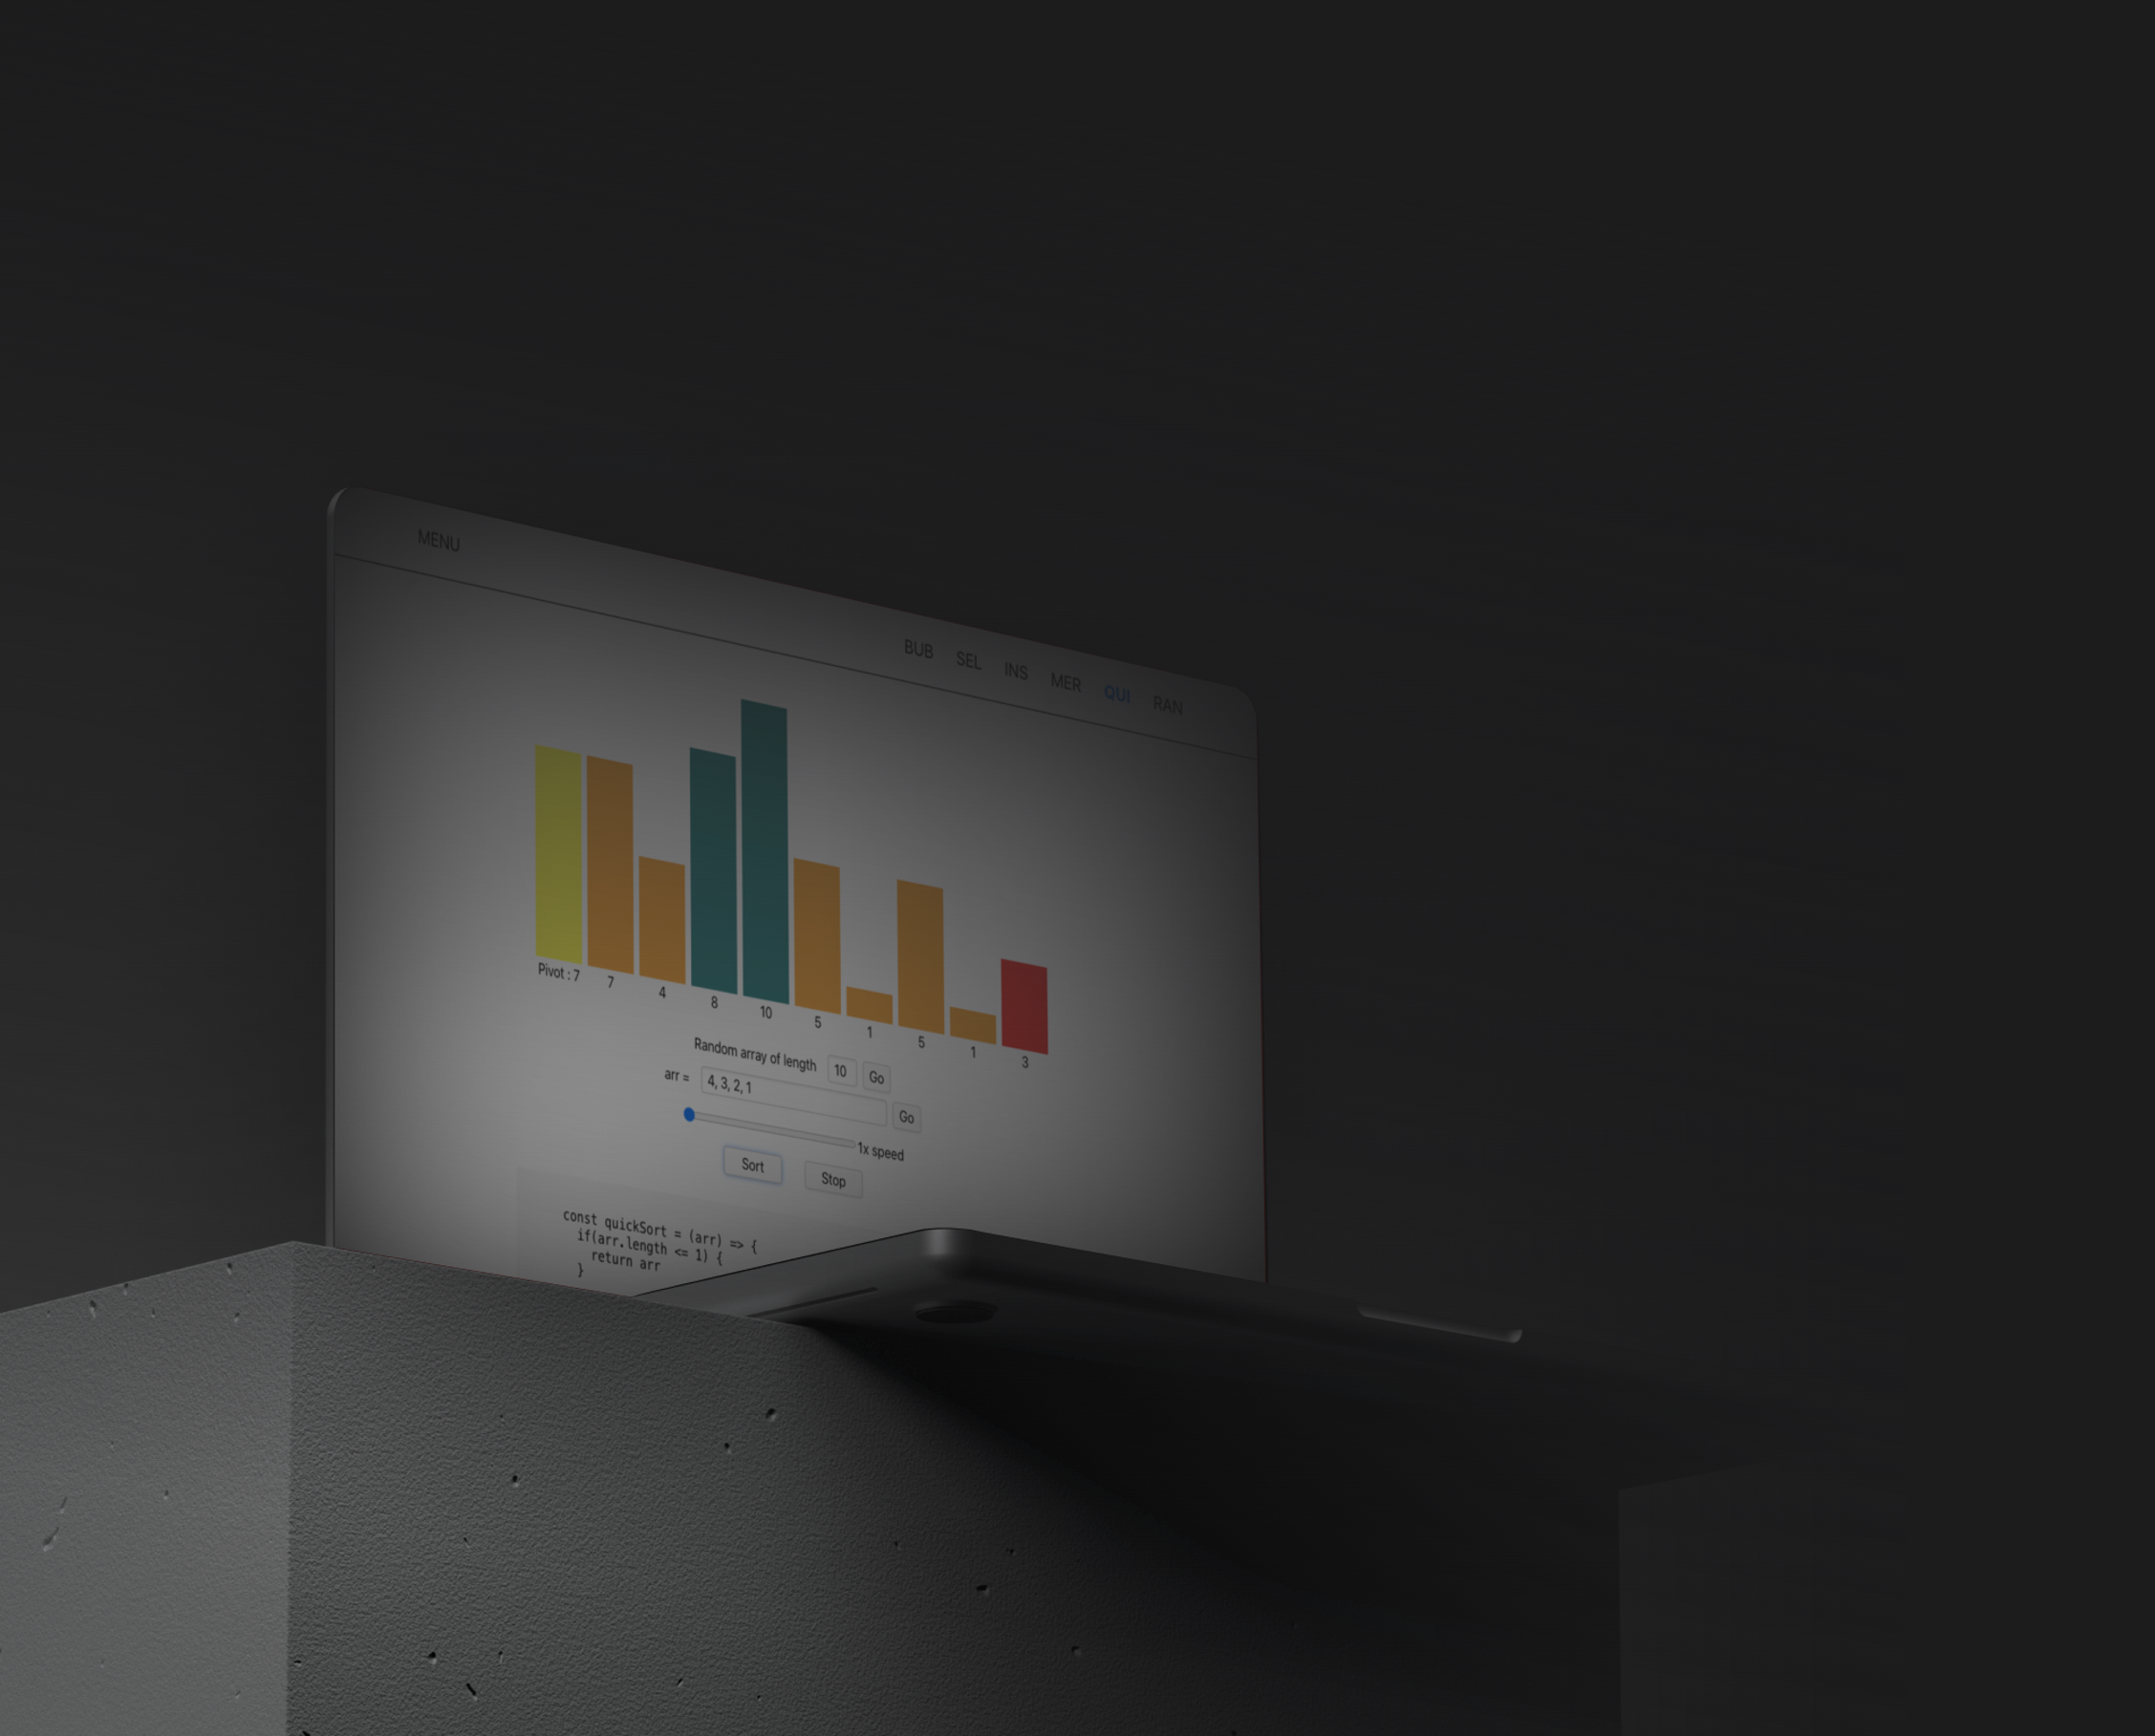 MENU
BUB SEL INS MER QUI RAN
Pivot : 7 7 4 8 10 5 1 5 1 3
Random array of length 10 Go
arr = 4, 3, 2, 1 Go
1x speed
Sort Stop
const quickSort = (arr) => {
if(arr.length <= 1) {
return arr
}